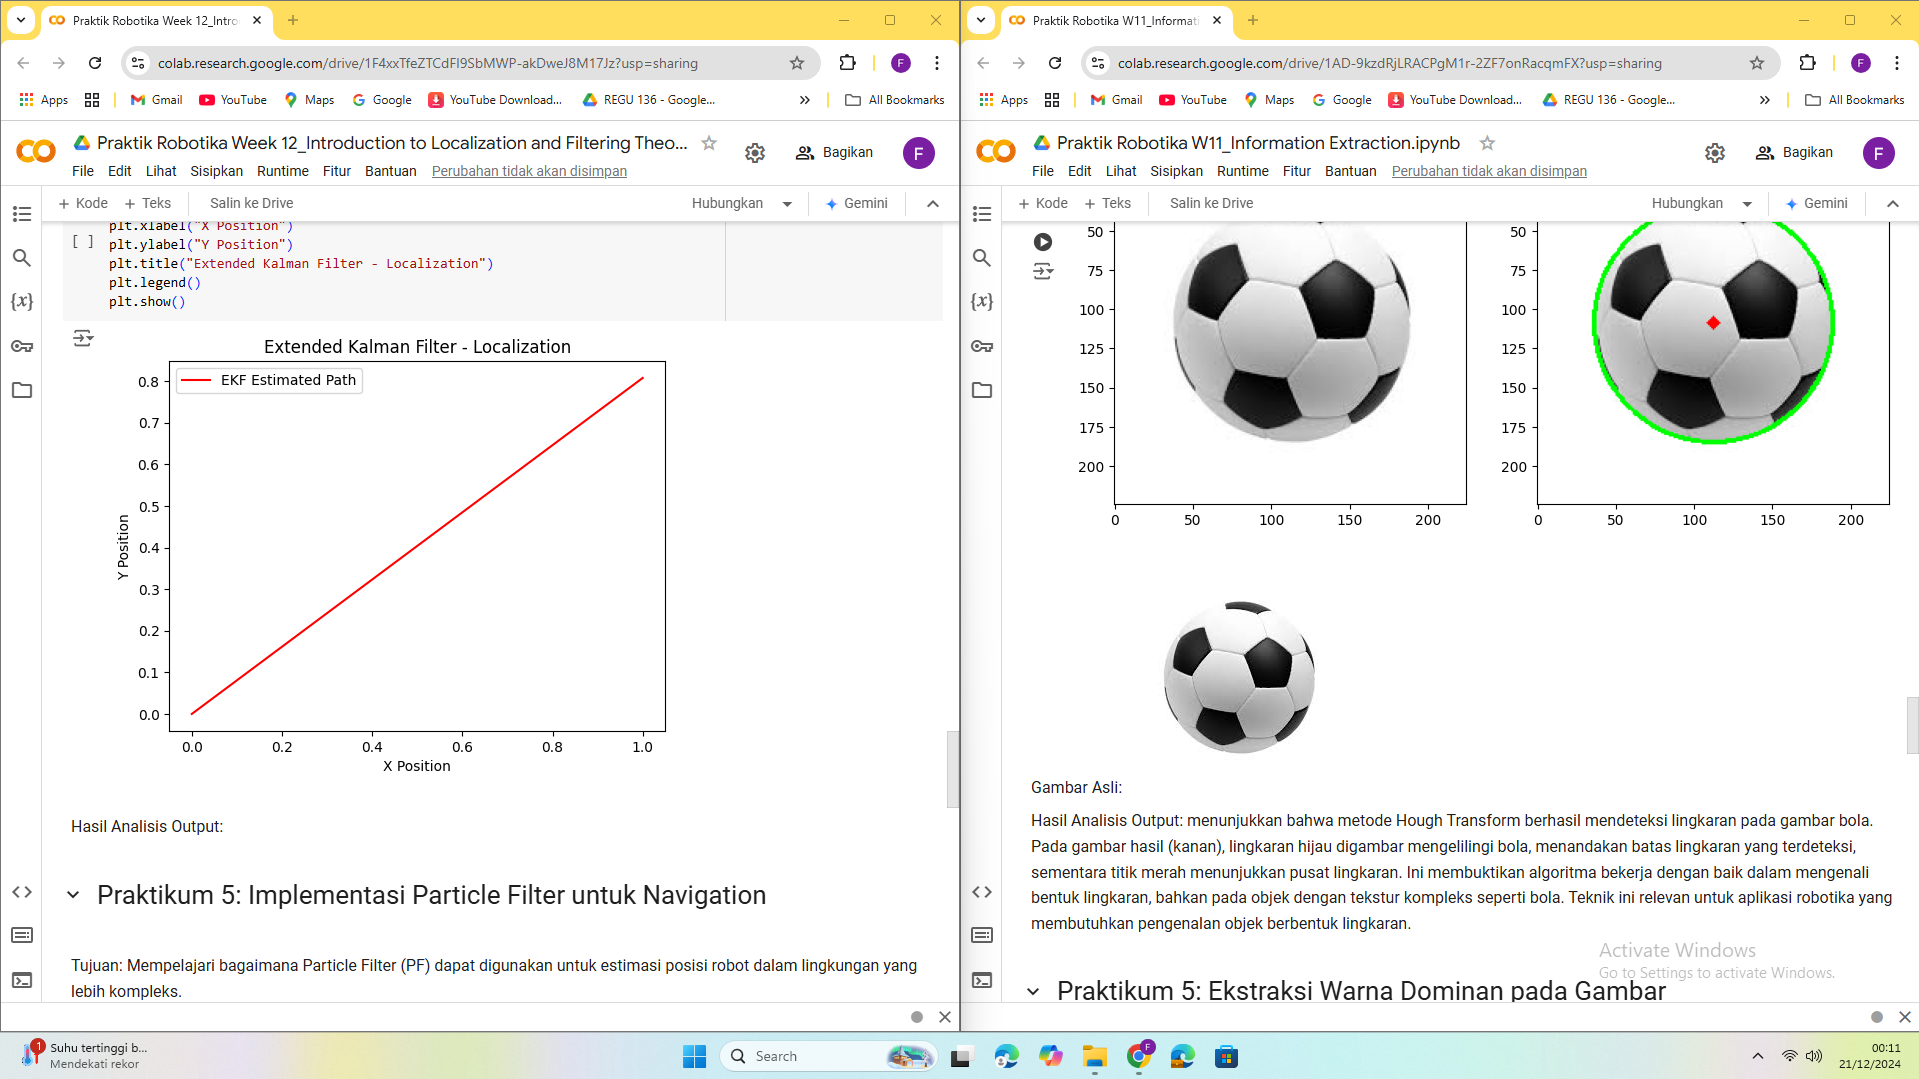 Praktik Robotika Week 12_Intro
colab.research.google.com/drive/1F4xxTfeZTCdFI9SbMWP-akDweJ8M17Jz?usp=sharing
F
Apps
Gmail
YouTube
Maps
Google
YouTube Download...
REGU 136 - Google...
»
All Bookmarks
CO Praktik Robotika Week 12_Introduction to Localization and Filtering Theo...
Bagikan
F
File Edit Lihat Sisipkan Runtime Fitur Bantuan Perubahan tidak akan disimpan
+ Kode + Teks Salin ke Drive Hubungkan Gemini
plt.xlabel("X Position")
[ ] plt.ylabel("Y Position")
plt.title("Extended Kalman Filter - Localization")
plt.legend()
plt.show()
{x}
Extended Kalman Filter - Localization
EKF Estimated Path
0.8
0.7
0.6
0.5
0.4
0.3
0.2
0.1
0.0
Y Position
0.0 0.2 0.4 0.6 0.8 1.0
X Position
Hasil Analisis Output:
Praktikum 5: Implementasi Particle Filter untuk Navigation
Tujuan: Mempelajari bagaimana Particle Filter (PF) dapat digunakan untuk estimasi posisi robot dalam lingkungan yang
lebih kompleks.
Praktik Robotika W11_Informati
colab.research.google.com/drive/1AD-9kzdRjLRACPgM1r-2ZF7onRacqmFX?usp=sharing
F
Apps
Gmail
YouTube
Maps
Google
YouTube Download...
REGU 136 - Google...
»
All Bookmarks
CO Praktik Robotika W11_Information Extraction.ipynb
Bagikan
F
File Edit Lihat Sisipkan Runtime Fitur Bantuan Perubahan tidak akan disimpan
+ Kode + Teks Salin ke Drive Hubungkan Gemini
{x}
50
75
100
125
150
175
200
0 50 100 150 200
50
75
100
125
150
175
200
0 50 100 150 200
Gambar Asli:
Hasil Analisis Output: menunjukkan bahwa metode Hough Transform berhasil mendeteksi lingkaran pada gambar bola.
Pada gambar hasil (kanan), lingkaran hijau digambar mengelilingi bola, menandakan batas lingkaran yang terdeteksi,
sementara titik merah menunjukkan pusat lingkaran. Ini membuktikan algoritma bekerja dengan baik dalam mengenali
bentuk lingkaran, bahkan pada objek dengan tekstur kompleks seperti bola. Teknik ini relevan untuk aplikasi robotika yang
membutuhkan pengenalan objek berbentuk lingkaran.
Activate Windows
Go to Settings to activate Windows.
Praktikum 5: Ekstraksi Warna Dominan pada Gambar
1
Suhu tertinggi b...
Mendekati rekor
Search
F
00:11
21/12/2024